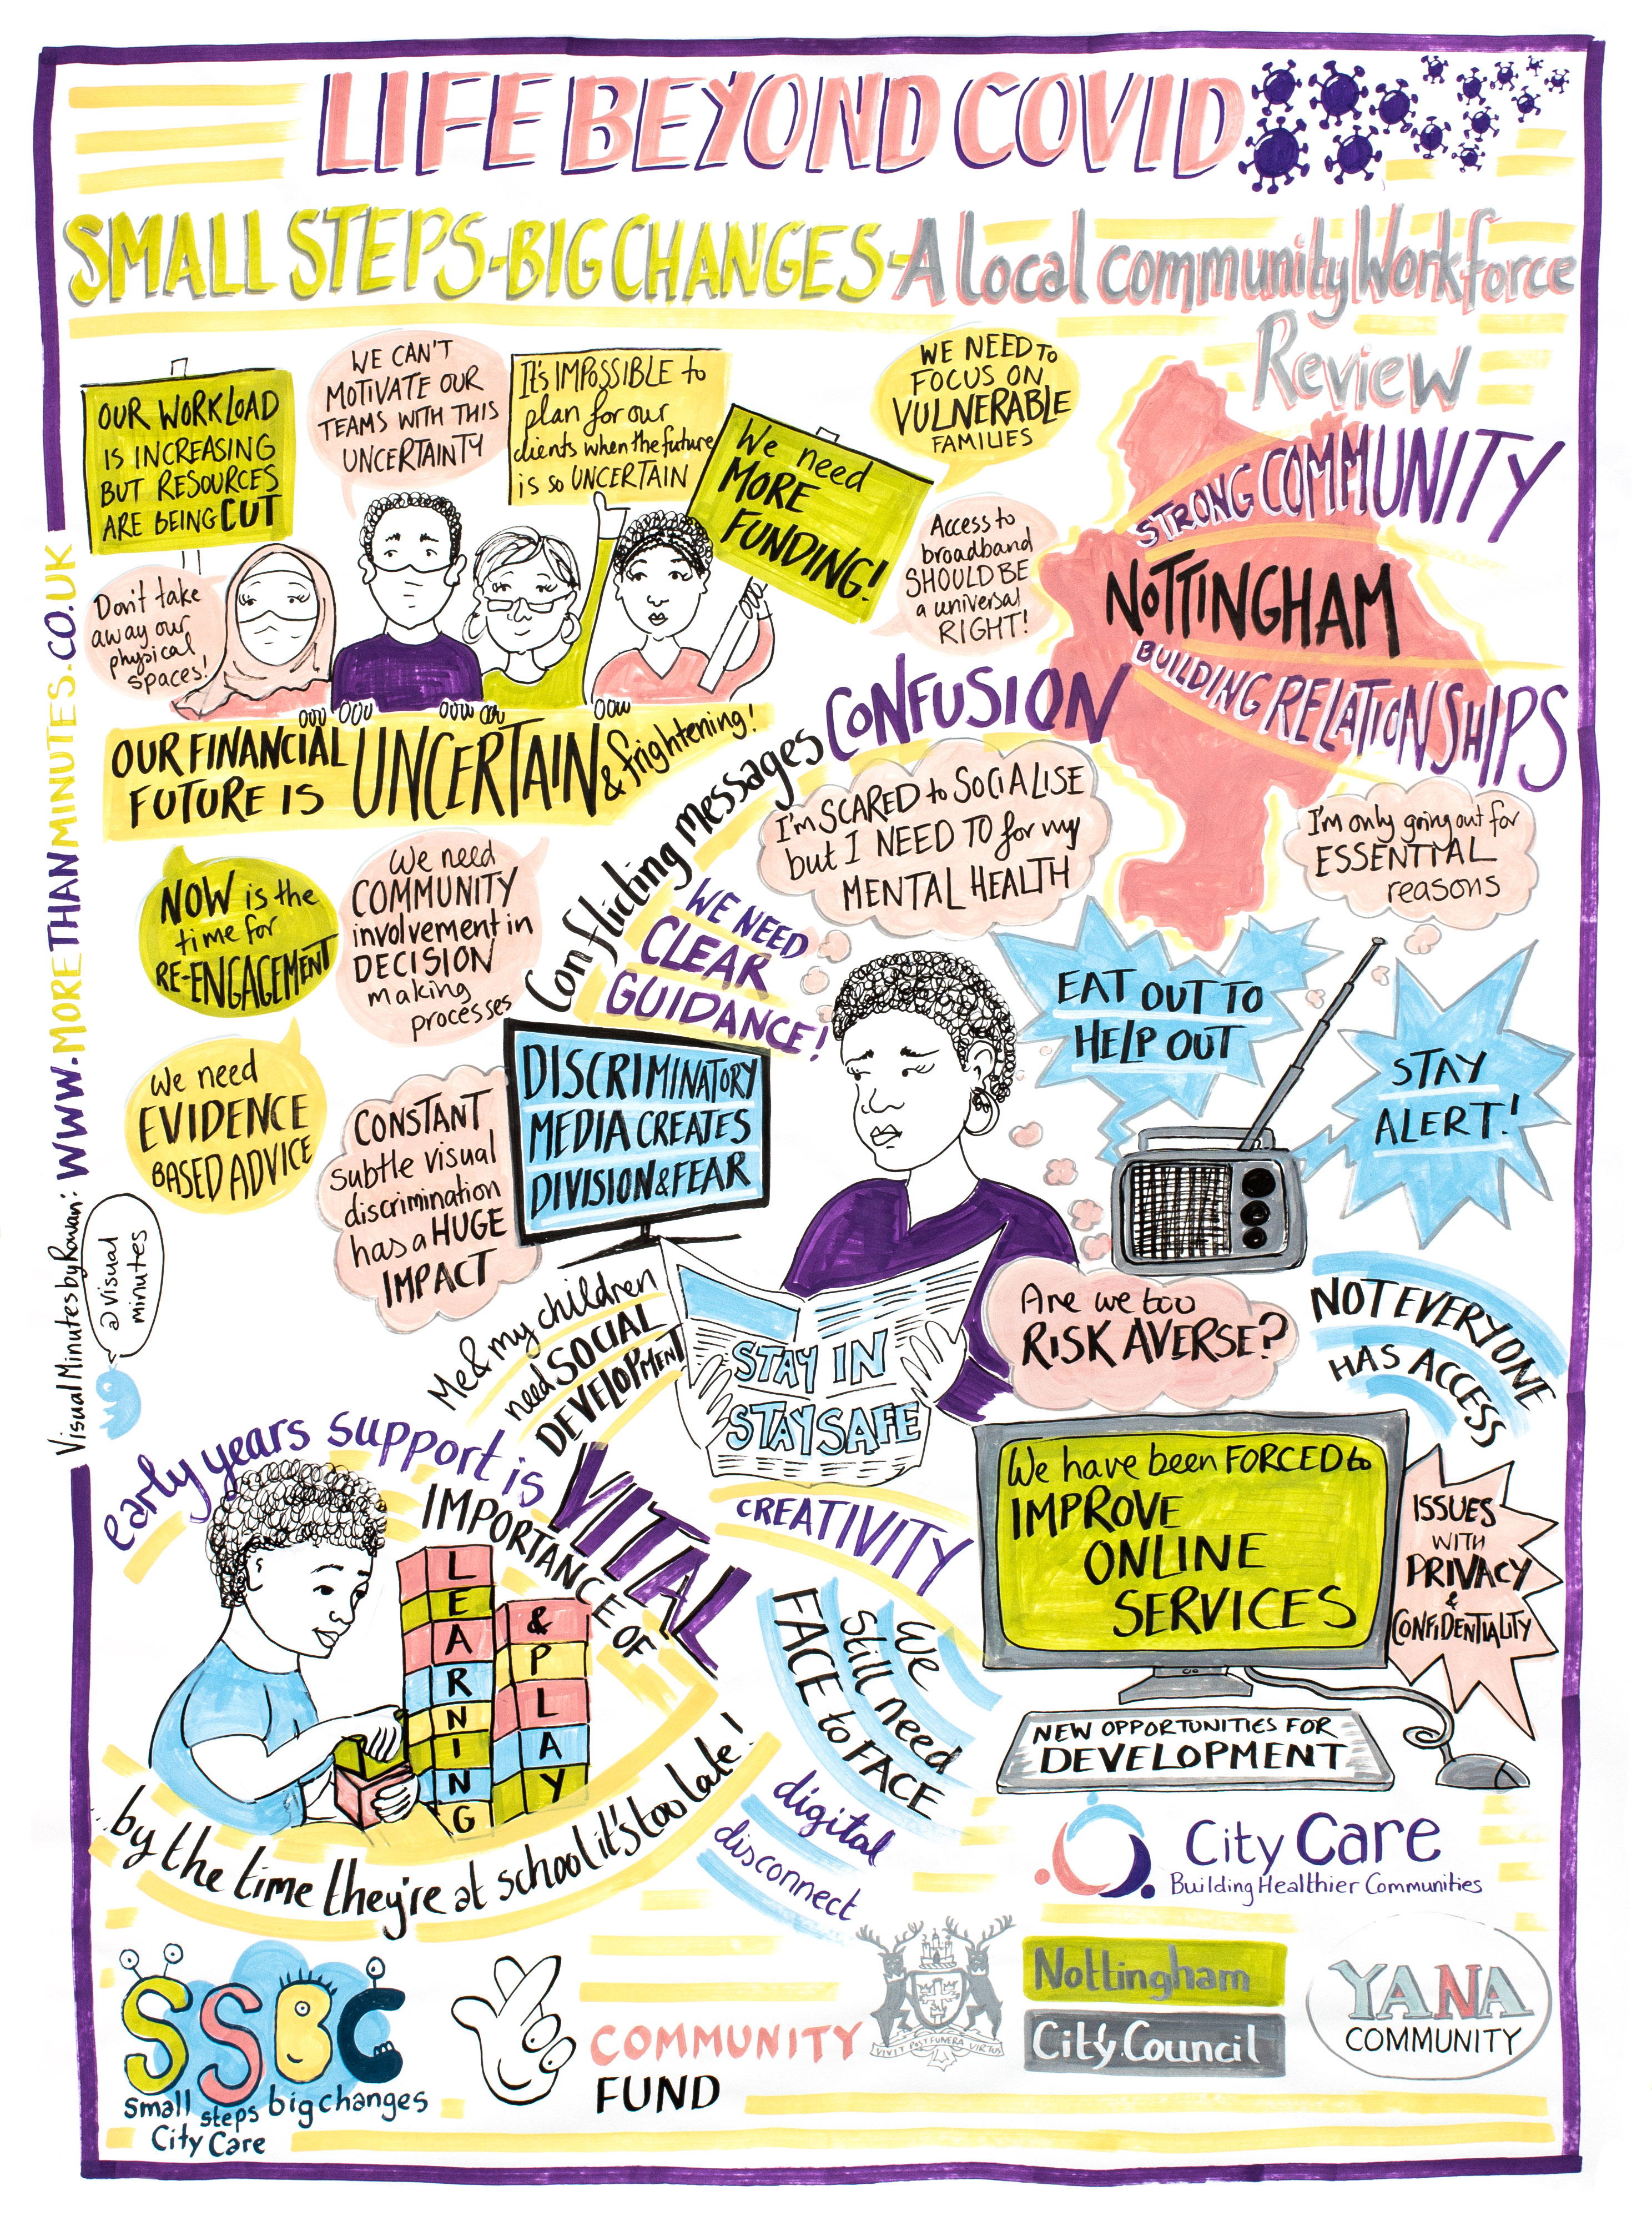 LIFE BEYOND COVID
SMALL STEPS-BIG CHANGES-A local community Workforce
Review
OUR WORKLOAD
IS INCREASING
BUT RESOURCES
ARE BEING CUT
WE CAN'T
MOTIVATE OUR
TEAMS WITH THIS
UNCERTAINTY
It's IMPOSSIBLE to
plan for our
clients when the future
is so UNCERTAIN
We need
MORE
FUNDING!
WE NEED TO
FOCUS ON
VULNERABLE
FAMILIES
Access to
broadband
SHOULD BE
a universal
RIGHT!
Don't take
away our
physical
spaces!
STRONG COMMUNITY
NOTTINGHAM
BUILDING RELATIONSHIPS
OUR FINANCIAL
FUTURE IS
UNCERTAIN
& frightening!
Conflicting messages
CONFUSION
I'm SCARED to SOCIALISE
but I NEED TO for my
MENTAL HEALTH
I'm only going out for
ESSENTIAL
reasons
NOW is the
time for
RE-ENGAGEMENT
We need
COMMUNITY
involvement in
DECISION
making
processes
WE NEED
CLEAR
GUIDANCE!
We need
EVIDENCE
BASED ADVICE
CONSTANT
subtle visual
discrimination
has a HUGE
IMPACT
DISCRIMINATORY
MEDIA CREATES
DIVISION & FEAR
EAT OUT TO
HELP OUT
STAY
ALERT!
STAY IN
STAY SAFE
Are we too
RISK AVERSE?
Me & my children
need SOCIAL
DEVELOPMENT
early years support is
VITAL
IMPORTANCE OF
LEARNING
& PLAY
...by the time they're at school it's too late!
CREATIVITY
We
Still need
FACE to FACE
digital
disconnect
NOT EVERYONE
HAS ACCESS
We have been FORCED to
IMPROVE
ONLINE
SERVICES
ISSUES
WITH
PRIVACY
&
CONFIDENTIALITY
NEW OPPORTUNITIES FOR
DEVELOPMENT
Visual Minutes by Rowan: WWW.MORETHANMINUTES.CO.UK
@visual
minutes
City Care
Building Healthier Communities
SSBC
Small steps big changes
City Care
COMMUNITY
FUND
VIVIT POST FUNERA VIRTUS
Nottingham
City Council
YANA
COMMUNITY